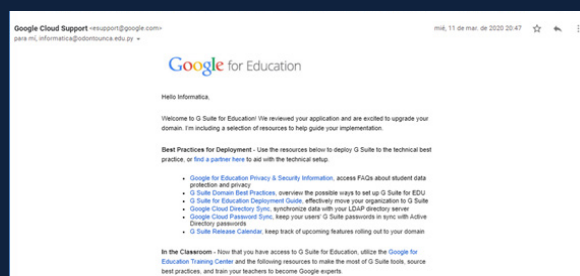 Google Cloud Support <esupport@google.com>
mié, 11 de mar. de 2020 20:47
para mí, informatica@odontounca.edu.py
Google for Education
Hello Informatica,
Welcome to G Suite for Education! We reviewed your application and are excited to upgrade your
domain. I'm including a selection of resources to help guide your implementation.
Best Practices for Deployment - Use the resources below to deploy G Suite to the technical best
practice, or find a partner here to aid with the technical setup.
Google for Education Privacy & Security Information, access FAQs about student data
protection and privacy
G Suite Domain Best Practices, overview the possible ways to set up G Suite for EDU
G Suite for Education Deployment Guide, effectively move your organization to G Suite
Google Cloud Directory Sync, synchronize data with your LDAP directory server
Google Cloud Password Sync, keep your users' G Suite passwords in sync with Active
Directory passwords
G Suite Release Calendar, keep track of upcoming features rolling out to your domain
In the Classroom - Now that you have access to G Suite for Education, utilize the Google for
Education Training Center and the following resources to make the most of G Suite tools, source
best practices, and train your teachers to become Google experts